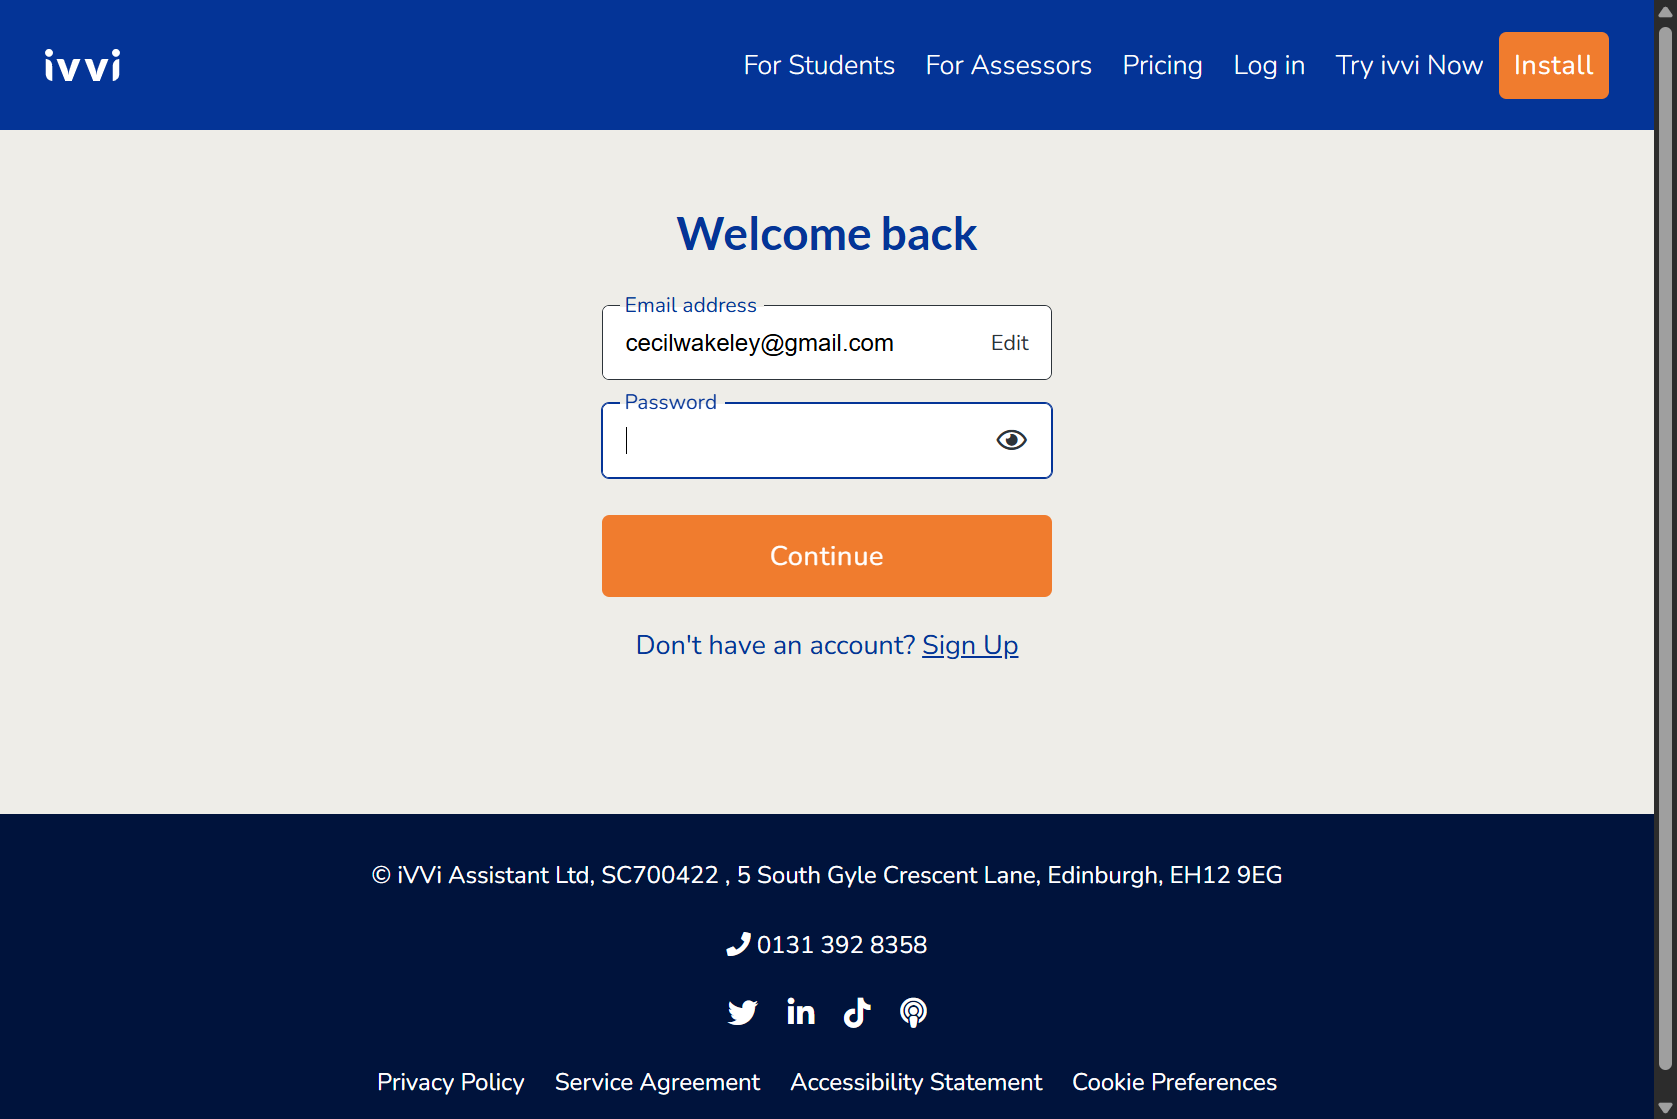 ivvi
For Students For Assessors Pricing Log in Try ivvi Now Install
Welcome back
Email address
cecilwakeley@gmail.com Edit
Password
Continue
Don't have an account? Sign Up
© iVVi Assistant Ltd, SC700422 , 5 South Gyle Crescent Lane, Edinburgh, EH12 9EG
0131 392 8358
Privacy Policy Service Agreement Accessibility Statement Cookie Preferences